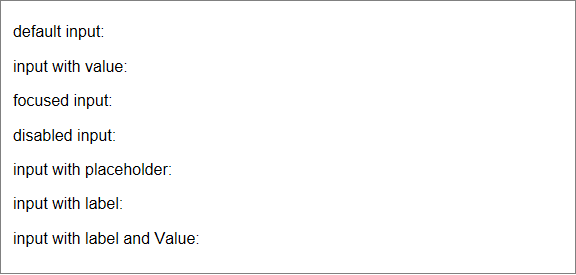 default input:
input with value:
focused input:
disabled input:
input with placeholder:
input with label:
input with label and Value: